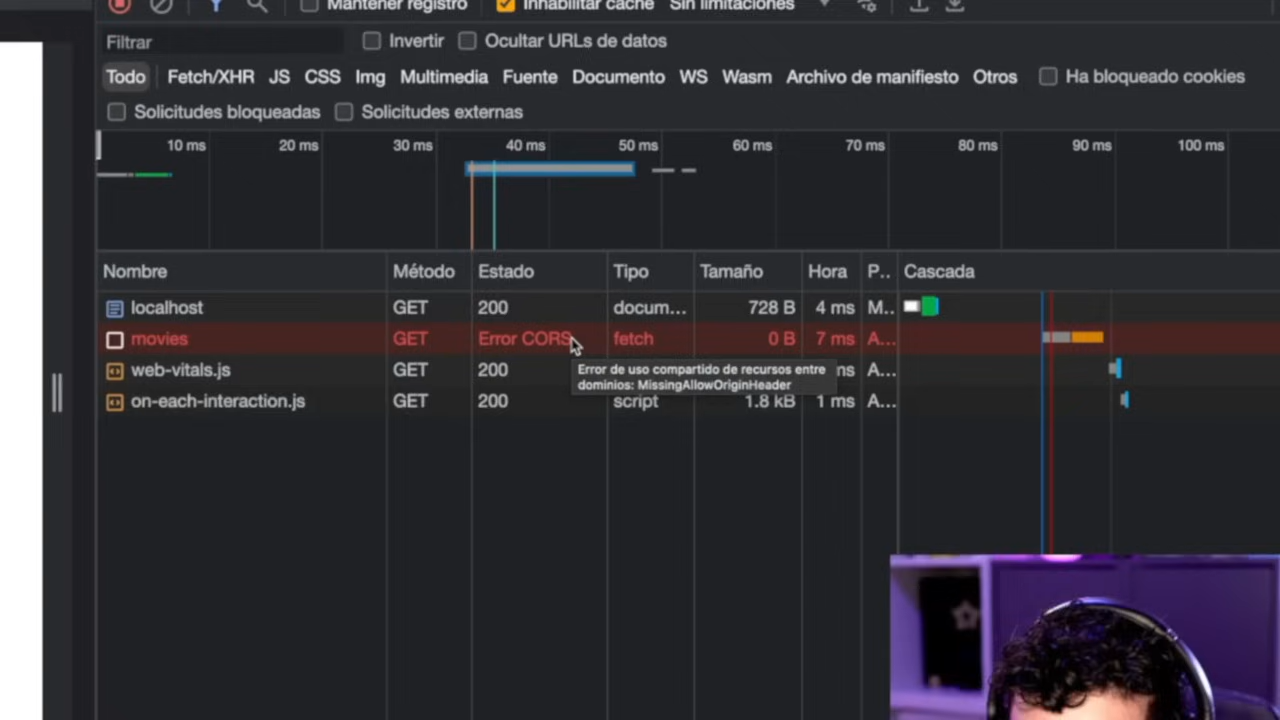 Mantener registro Inhabilitar caché Sin limitaciones
Filtrar Invertir Ocultar URLs de datos
Todo Fetch/XHR JS CSS Img Multimedia Fuente Documento WS Wasm Archivo de manifiesto Otros Ha bloqueado cookies
Solicitudes bloqueadas Solicitudes externas
10 ms 20 ms 30 ms 40 ms 50 ms 60 ms 70 ms 80 ms 90 ms 100 ms
Nombre Método Estado Tipo Tamaño Hora P.. Cascada
localhost GET 200 docum... 728 B 4 ms M..
movies GET Error CORS fetch 0 B 7 ms A...
web-vitals.js GET 200 ns A...
Error de uso compartido de recursos entre
dominios: MissingAllowOriginHeader
on-each-interaction.js GET 200 script 1.8 kB 1 ms A...